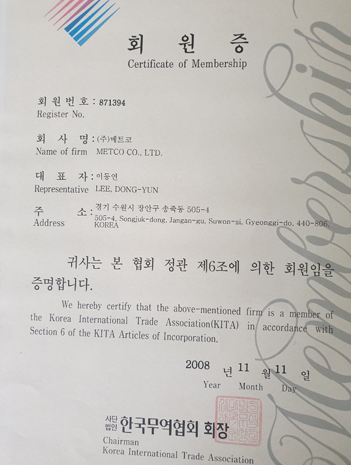 회 원 증
Certificate of Membership
회 원 번 호 : 871394
Register No.
회 사 명 : (주)메트코
Name of firm METCO CO., LTD.
대 표 자 : 이동연
Representative LEE, DONG-YUN
주 소 : 경기 수원시 장안구 송죽동 505-4
Address 505-4, Songjuk-dong, Jangan-gu, Suwon-si, Gyeonggi-do, 440-806,
KOREA
귀사는 본 협회 정관 제6조에 의한 회원임을
증명합니다.
We hereby certify that the above-mentioned firm is a member of
the Korea International Trade Association(KITA) in accordance with
Section 6 of the KITA Articles of Incorporation.
2008 년 11 월 11 일
Year Month Day
사단
법인 한국무역협회 회장
Chairman
Korea International Trade Association
Membership